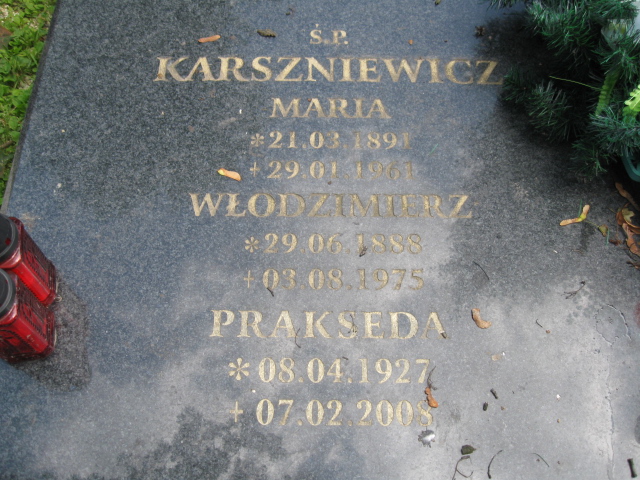 Ś.P.
KARSZNIEWICZ
MARIA
*21.03.1891
+29.01.1961
WŁODZIMIERZ
*29.06.1888
+03.08.1975
PRAKSEDA
*08.04.1927
+07.02.2008